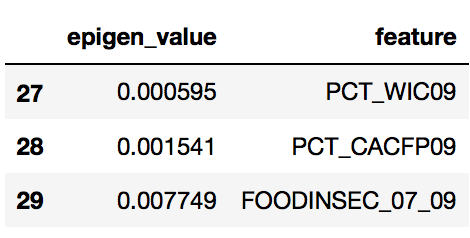 epigen_value feature
27 0.000595 PCT_WIC09
28 0.001541 PCT_CACFP09
29 0.007749 FOODINSEC_07_09